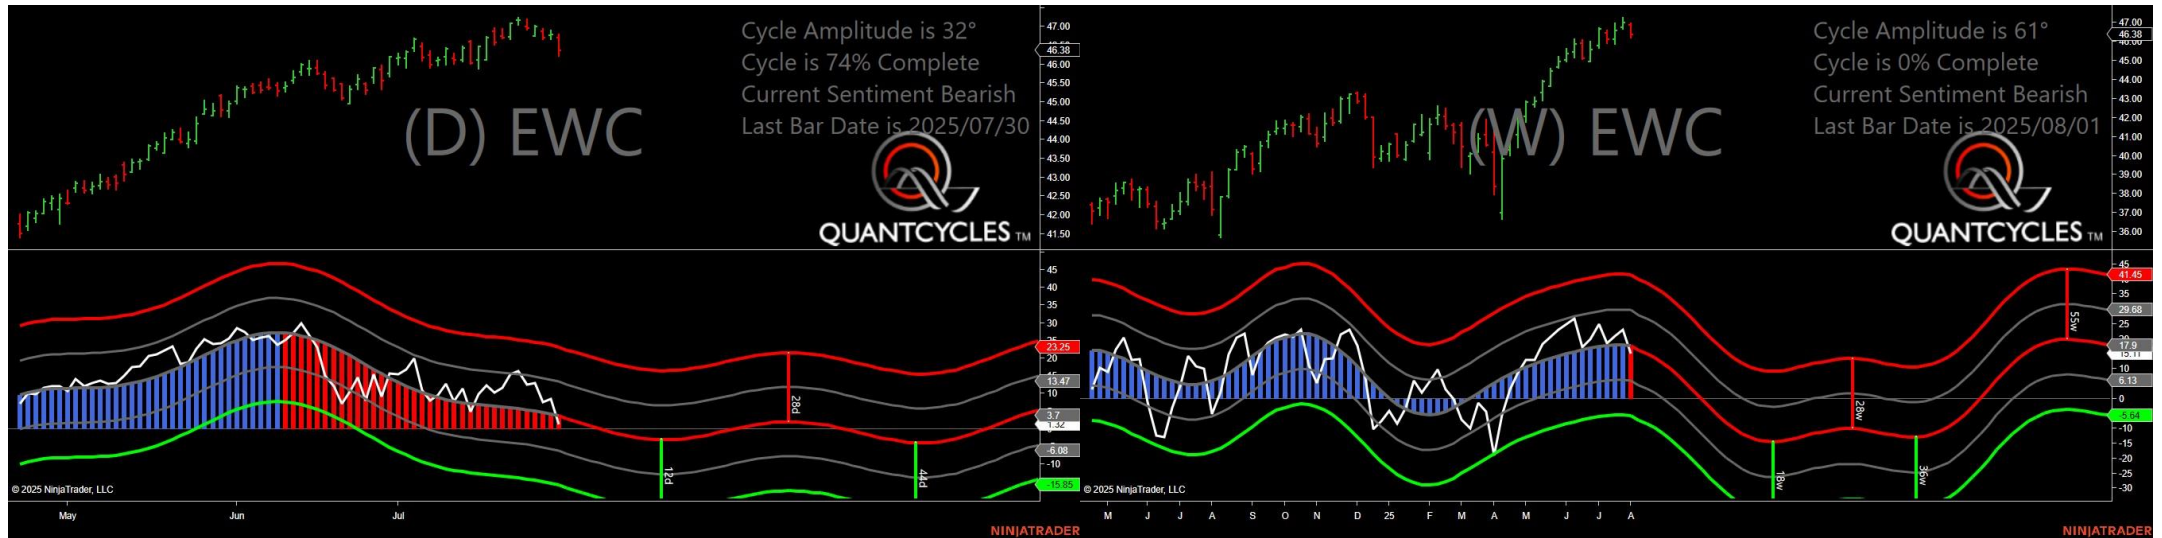 Cycle Amplitude is 32°
Cycle is 74% Complete
Current Sentiment Bearish
Last Bar Date is 2025/07/30
(D) EWC
QUANTCYCLES TM
47.00
46.38
46.00
45.50
45.00
44.50
44.00
43.50
43.00
42.50
42.00
41.50
45
40
35
30
23.25
20
13.47
10
3.7
1.32
-6.08
-10
-15.85
28d
12d
44d
© 2025 NinjaTrader, LLC
May Jun Jul
NINJATRADER
Cycle Amplitude is 61°
Cycle is 0% Complete
Current Sentiment Bearish
Last Bar Date is 2025/08/01
(W) EWC
QUANTCYCLES TM
47.00
46.38
45.00
44.00
43.00
42.00
41.00
40.00
39.00
38.00
37.00
36.00
45
41.45
35
29.68
25
17.9
15.11
6.13
0
-5.64
-10
-15
-20
-25
-30
55w
28w
18w
36w
© 2025 NinjaTrader, LLC
M J J A S O N D 25 F M A M J J A
NINJATRADER